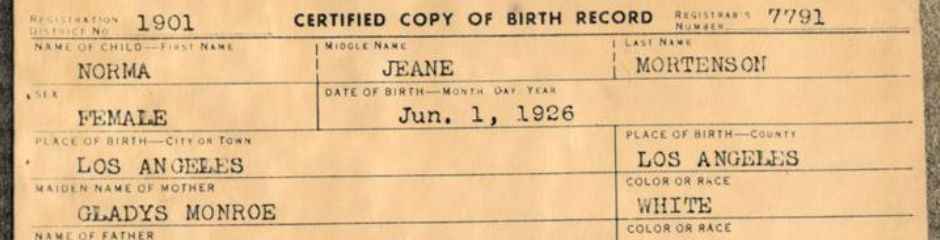 REGISTRATION DISTRICT NO. 1901 CERTIFIED COPY OF BIRTH RECORD REGISTRAR'S NUMBER 7791
NAME OF CHILD—FIRST NAME MIDDLE NAME LAST NAME
NORMA JEANE MORTENSON
SEX DATE OF BIRTH—MONTH DAY YEAR
FEMALE Jun. 1, 1926
PLACE OF BIRTH—CITY OR TOWN PLACE OF BIRTH—COUNTY
LOS ANGELES LOS ANGELES
MAIDEN NAME OF MOTHER COLOR OR RACE
GLADYS MONROE WHITE
NAME OF FATHER COLOR OR RACE